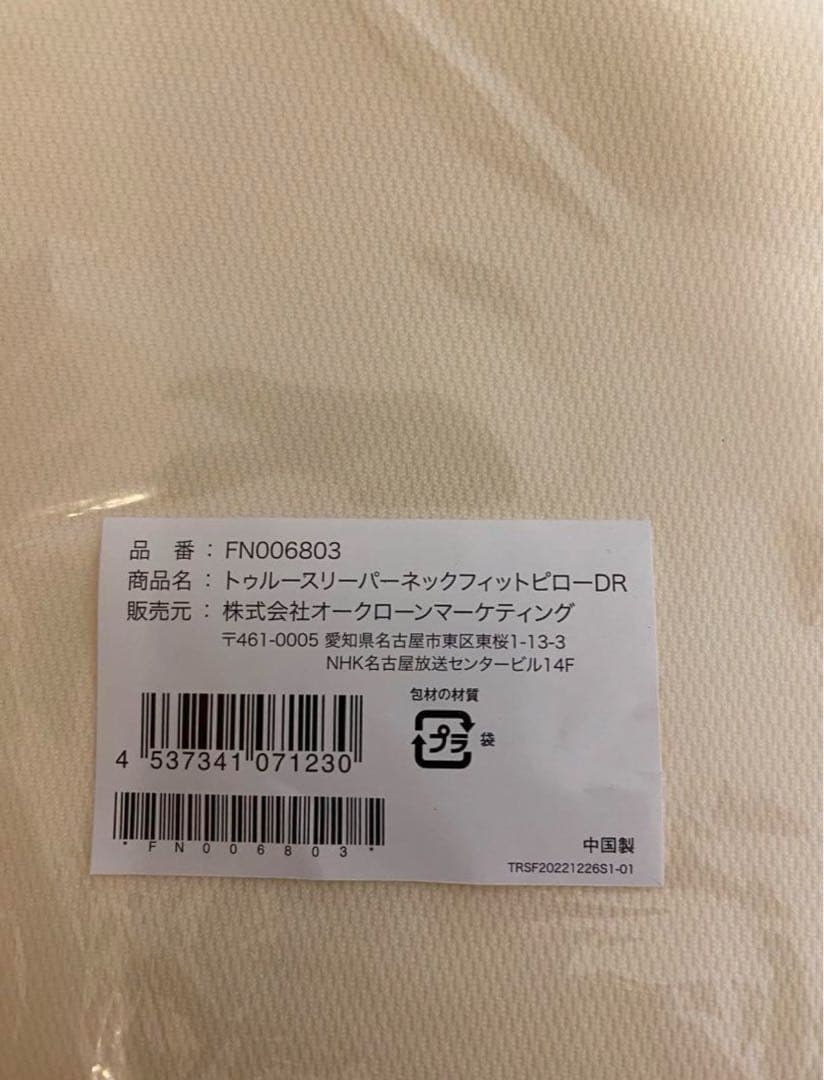 品 番 : FN006803
商品名 : トゥルースリーパーネックフィットピローDR
販売元 : 株式会社オークローンマーケティング
〒461-0005 愛知県名古屋市東区東桜1-13-3
NHK名古屋放送センタービル14F
包材の材質
プラ 袋
4 537341 071230
*FN006803*
中国製
TRSF20221226S1-01